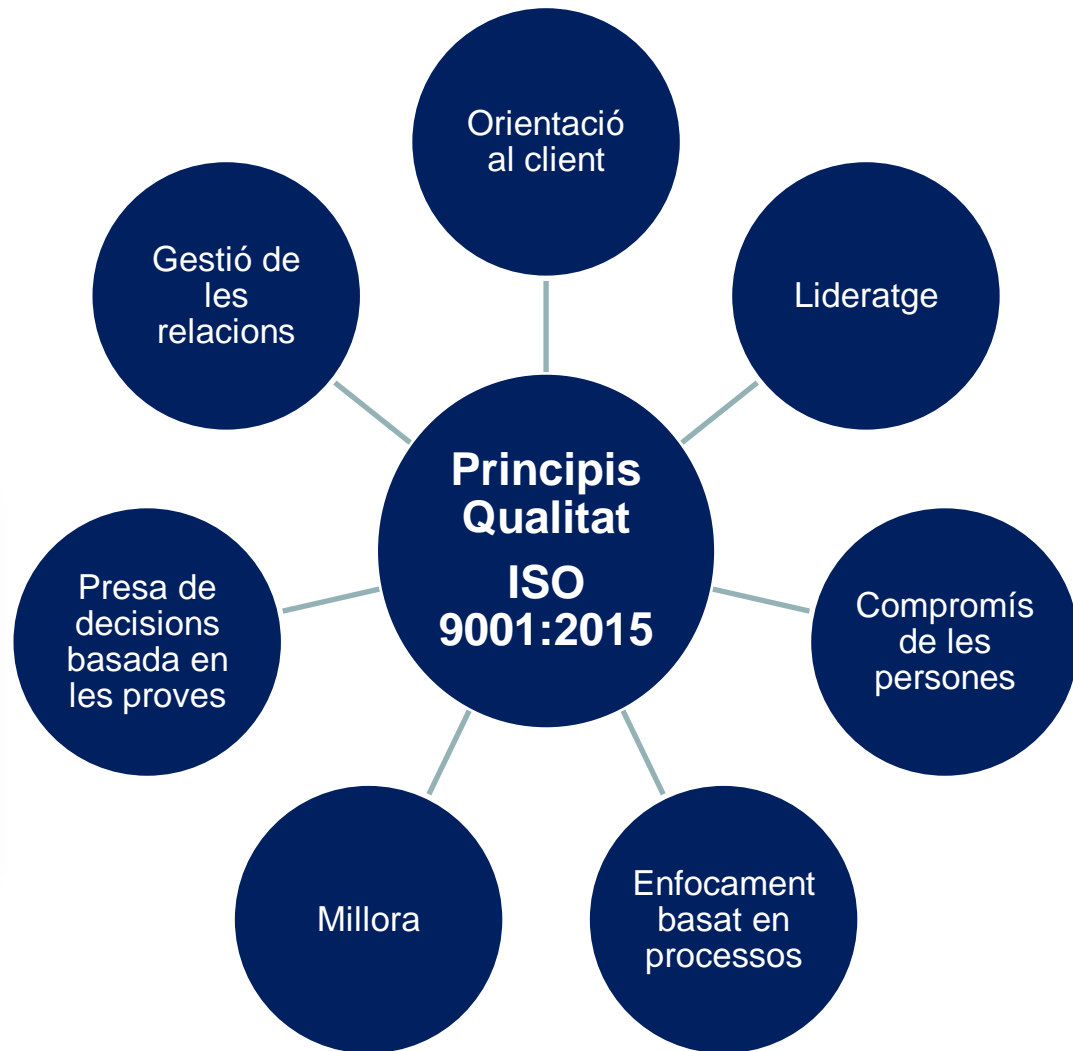 Orientació
al client
Lideratge
Compromís
de les
persones
Enfocament
basat en
processos
Millora
Presa de
decisions
basada en
les proves
Gestió de
les
relacions
Principis
Qualitat
ISO
9001:2015